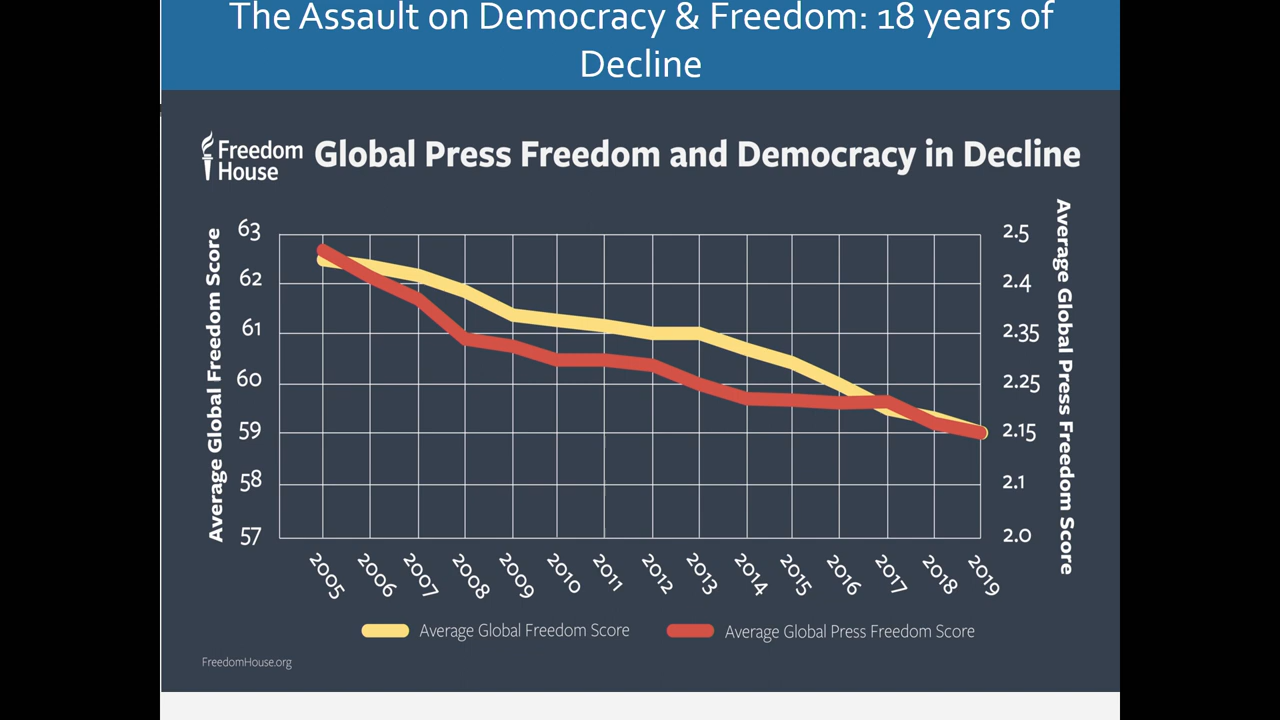 The Assault on Democracy & Freedom: 18 years of
Decline
Freedom
House
Global Press Freedom and Democracy in Decline
Average Global Freedom Score
63
62
61
60
59
58
57
2.5
2.4
2.35
2.25
2.15
2.1
2.0
Average Global Press Freedom Score
2005
2006
2007
2008
2009
2010
2011
2012
2013
2014
2015
2016
2017
2018
2019
Average Global Freedom Score
Average Global Press Freedom Score
FreedomHouse.org